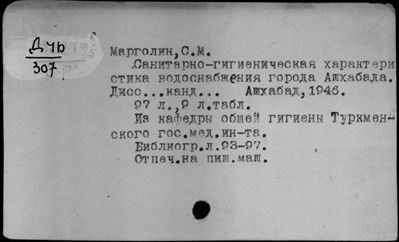 Дчь
307
Марголин, С.М.
Санитарно-гигиеническая характери
стика водоснабжения города Ашхабада.
Дисс...канд... Ашхабад, 1946.
97 л., 9 л.табл.
Из кафедры общей гигиены Туркмен-
ского гос.мед.ин-та.
Библиогр.л.93-97.
Отпеч.на пиш.маш.